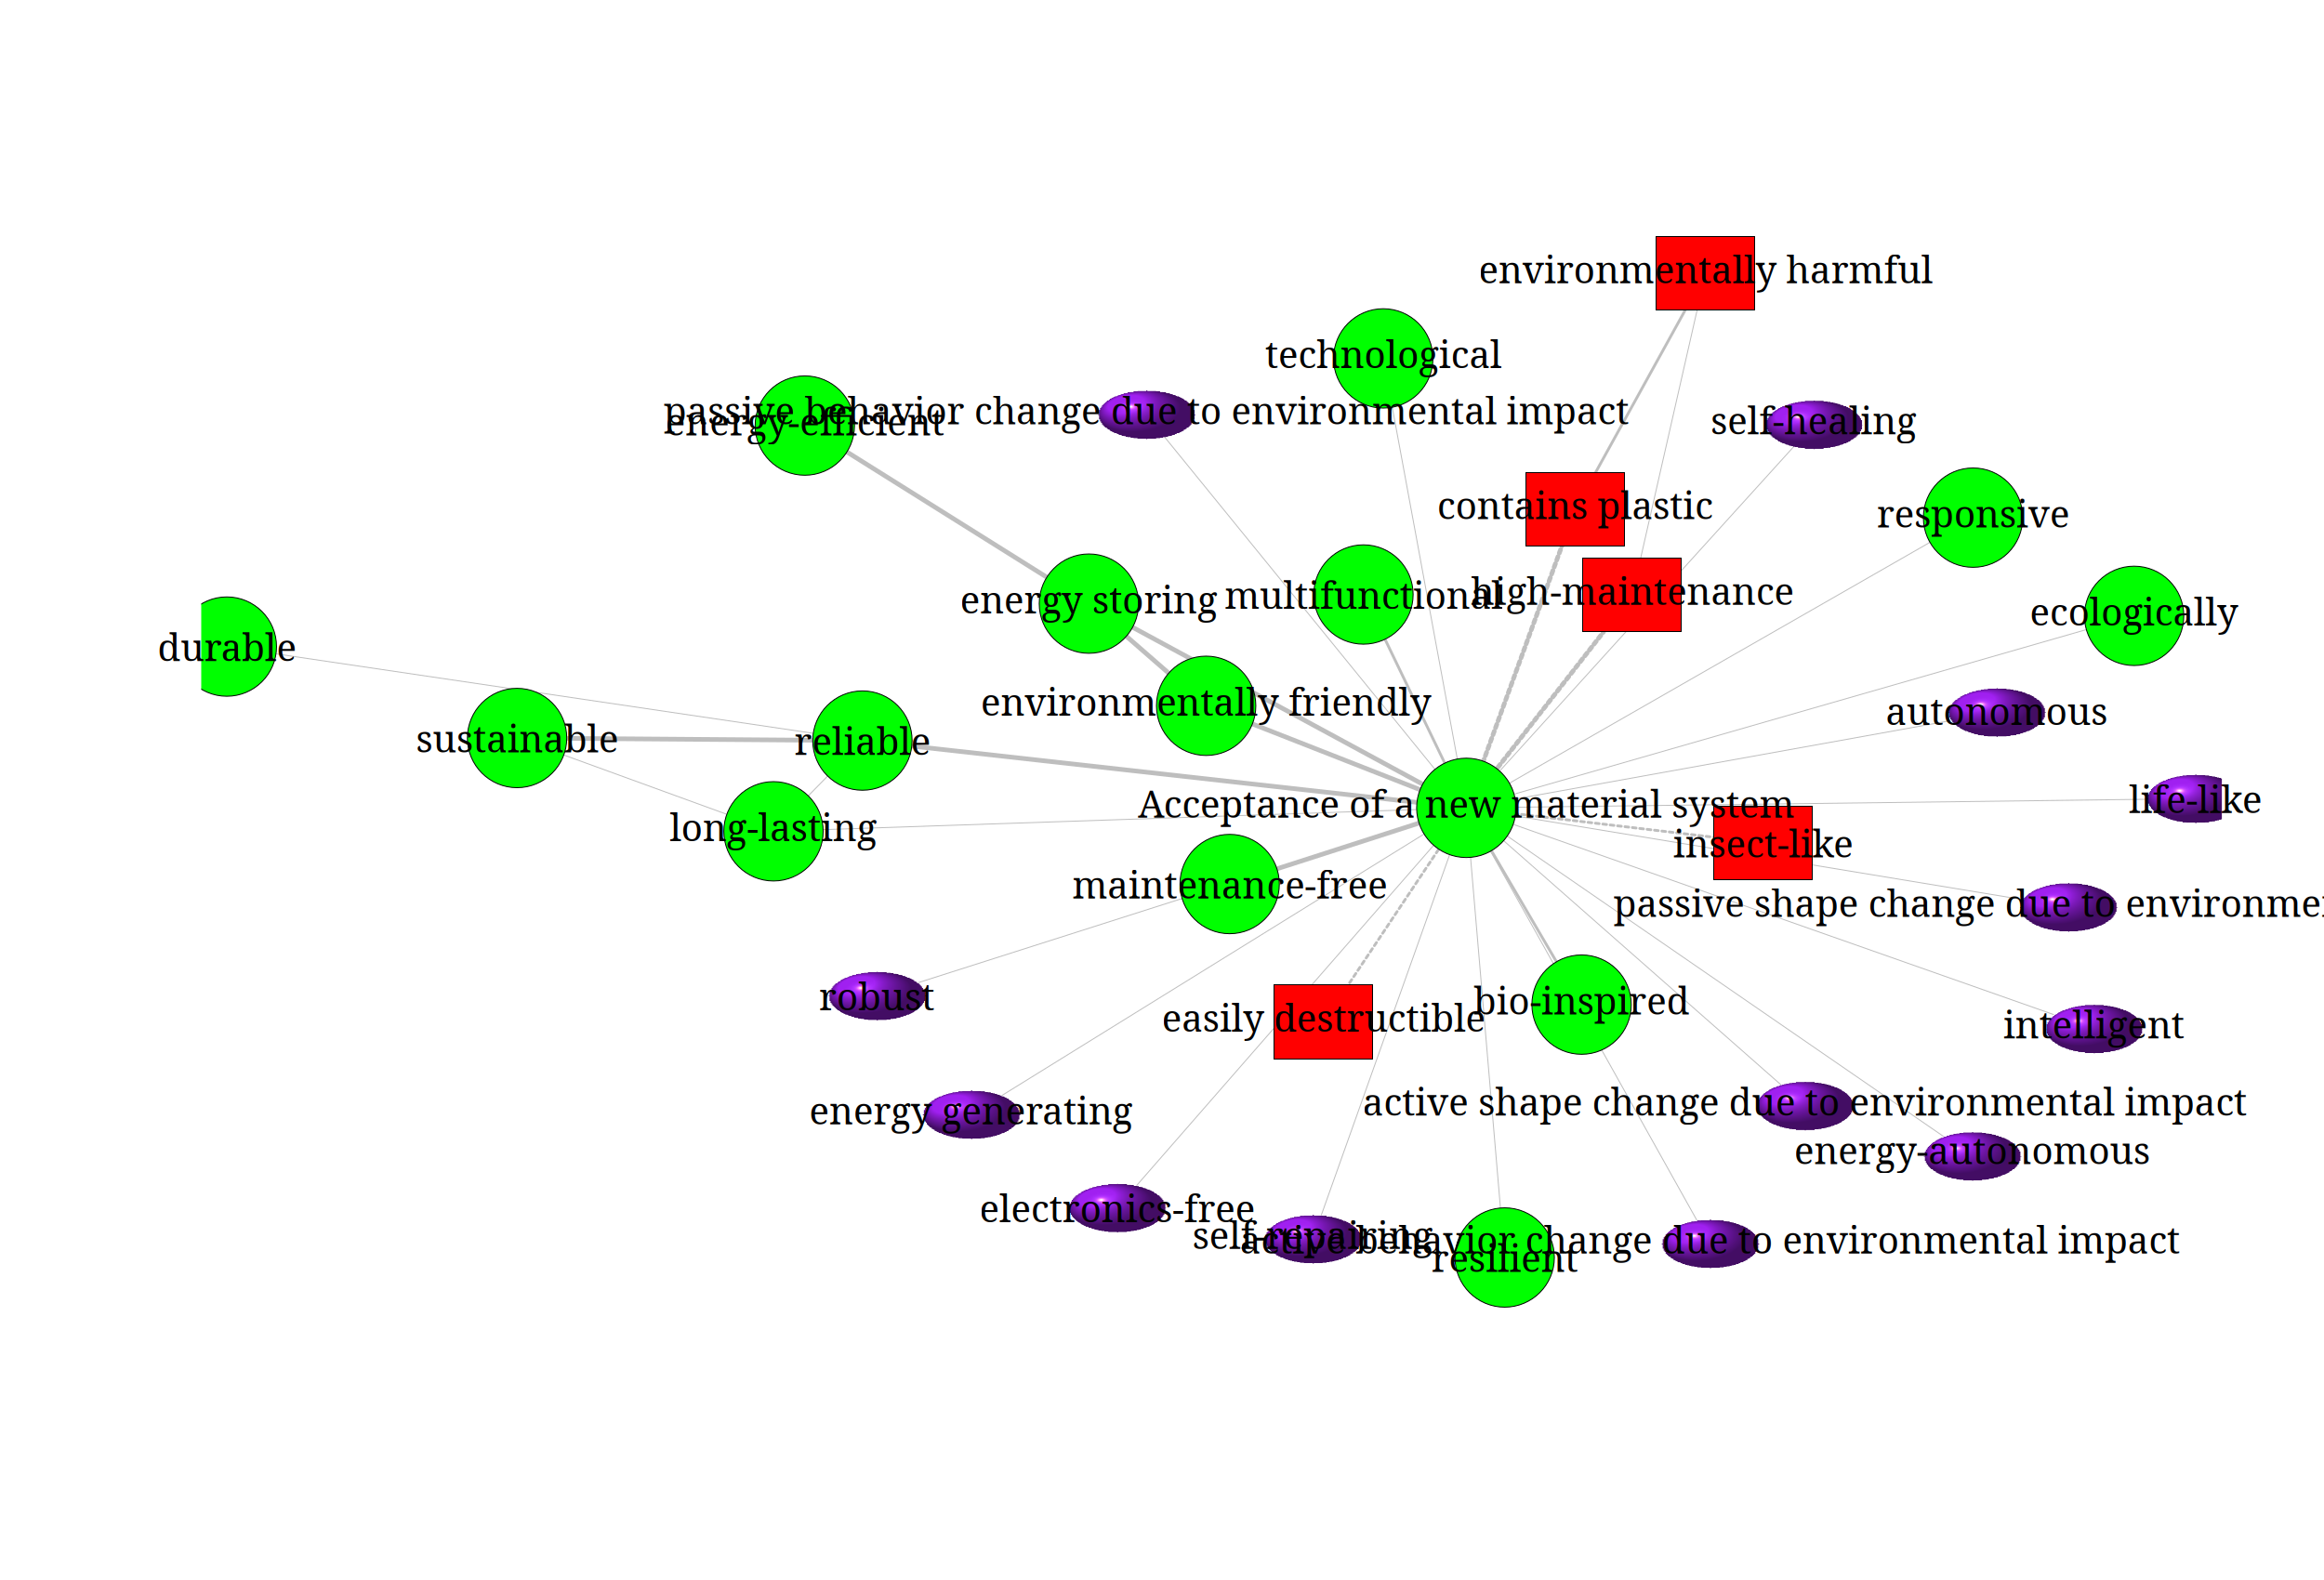 environmentally harmful
technological
passive behavior change due to environmental impact
energy-efficient
self-healing
contains plastic
responsive
energy storing
multifunctional
high-maintenance
ecologically
durable
environmentally friendly
autonomous
sustainable
reliable
life-like
Acceptance of a new material system
long-lasting
insect-like
maintenance-free
passive shape change due to
robust
bio-inspired
easily destructible
intelligent
energy generating
active shape change due to environmental impact
energy-autonomous
electronics-free
self-repairing
active behavior change due to environmental impact
resilient